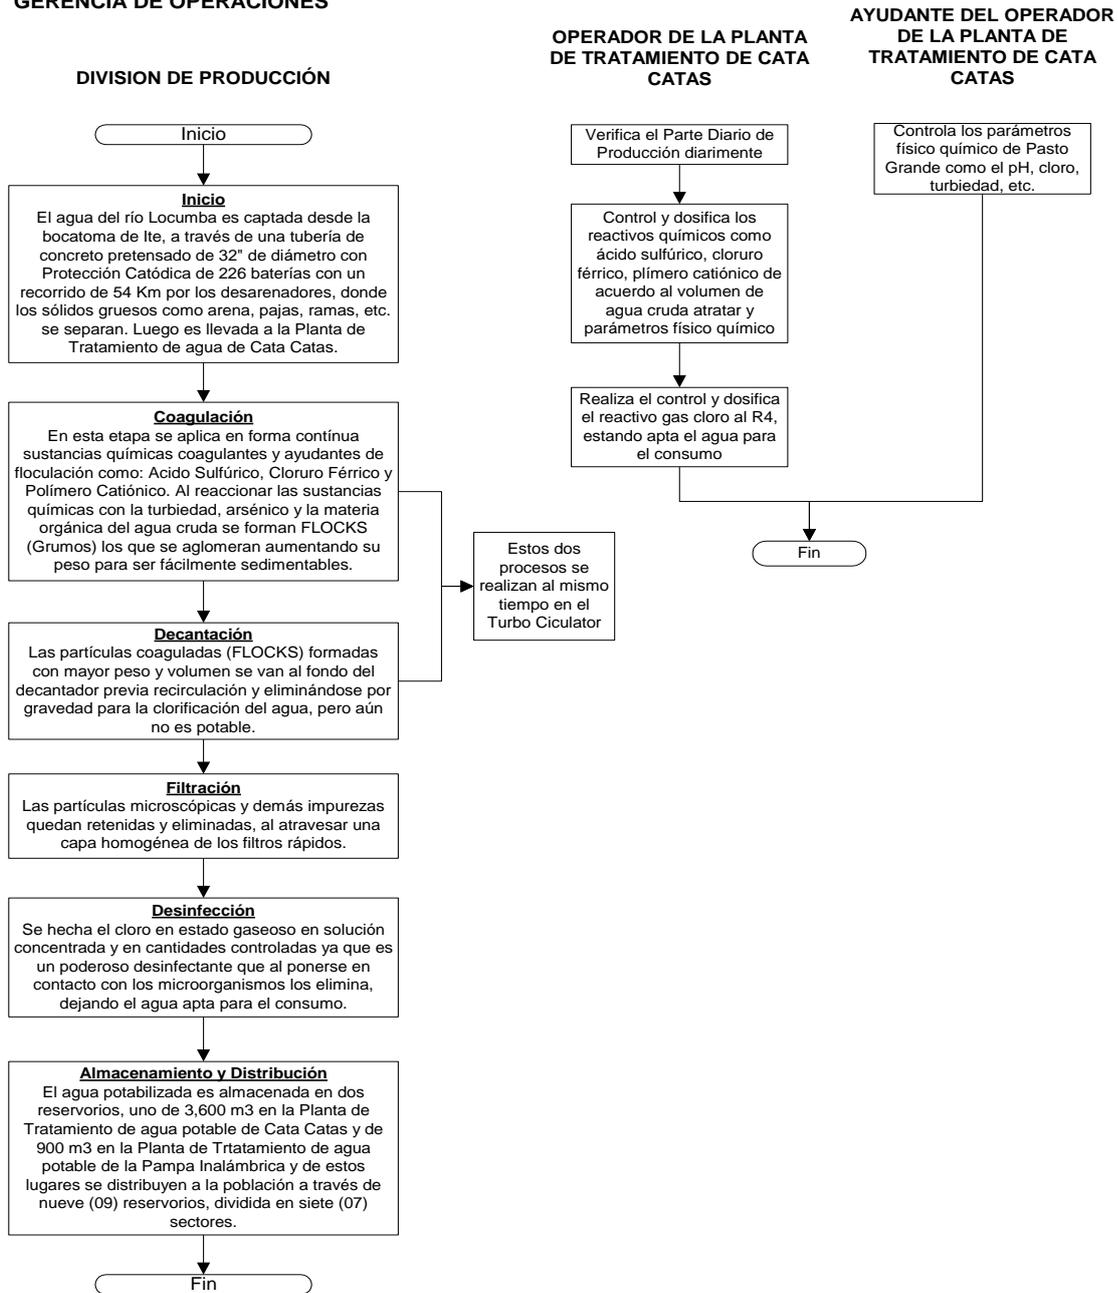 GERENCIA DE OPERACIONES
DIVISION DE PRODUCCIÓN
Inicio
Inicio
El agua del río Locumba es captada desde la
bocatoma de Ite, a través de una tubería de
concreto pretensado de 32" de diámetro con
Protección Catódica de 226 baterías con un
recorrido de 54 Km por los desarenadores, donde
los sólidos gruesos como arena, pajas, ramas, etc.
se separan. Luego es llevada a la Planta de
Tratamiento de agua de Cata Catas.
Coagulación
En esta etapa se aplica en forma contínua
sustancias químicas coagulantes y ayudantes de
floculación como: Acido Sulfúrico, Cloruro Férrico y
Polímero Catiónico. Al reaccionar las sustancias
químicas con la turbiedad, arsénico y la materia
orgánica del agua cruda se forman FLOCKS
(Grumos) los que se aglomeran aumentando su
peso para ser fácilmente sedimentables.
Decantación
Las partículas coaguladas (FLOCKS) formadas
con mayor peso y volumen se van al fondo del
decantador previa recirculación y eliminándose por
gravedad para la clorificación del agua, pero aún
no es potable.
Estos dos
procesos se
realizan al mismo
tiempo en el
Turbo Ciculator
Filtración
Las partículas microscópicas y demás impurezas
quedan retenidas y eliminadas, al atravesar una
capa homogénea de los filtros rápidos.
Desinfección
Se hecha el cloro en estado gaseoso en solución
concentrada y en cantidades controladas ya que es
un poderoso desinfectante que al ponerse en
contacto con los microorganismos los elimina,
dejando el agua apta para el consumo.
Almacenamiento y Distribución
El agua potabilizada es almacenada en dos
reservorios, uno de 3,600 m3 en la Planta de
Tratamiento de agua potable de Cata Catas y de
900 m3 en la Planta de Trtatamiento de agua
potable de la Pampa Inalámbrica y de estos
lugares se distribuyen a la población a través de
nueve (09) reservorios, dividida en siete (07)
sectores.
Fin
OPERADOR DE LA PLANTA
DE TRATAMIENTO DE CATA
CATAS
Verifica el Parte Diario de
Producción diarimente
Control y dosifica los
reactivos químicos como
ácido sulfúrico, cloruro
férrico, plímero catiónico de
acuerdo al volumen de
agua cruda atratar y
parámetros físico químico
Realiza el control y dosifica
el reactivo gas cloro al R4,
estando apta el agua para
el consumo
AYUDANTE DEL OPERADOR
DE LA PLANTA DE
TRATAMIENTO DE CATA
CATAS
Controla los parámetros
físico químico de Pasto
Grande como el pH, cloro,
turbiedad, etc.
Fin